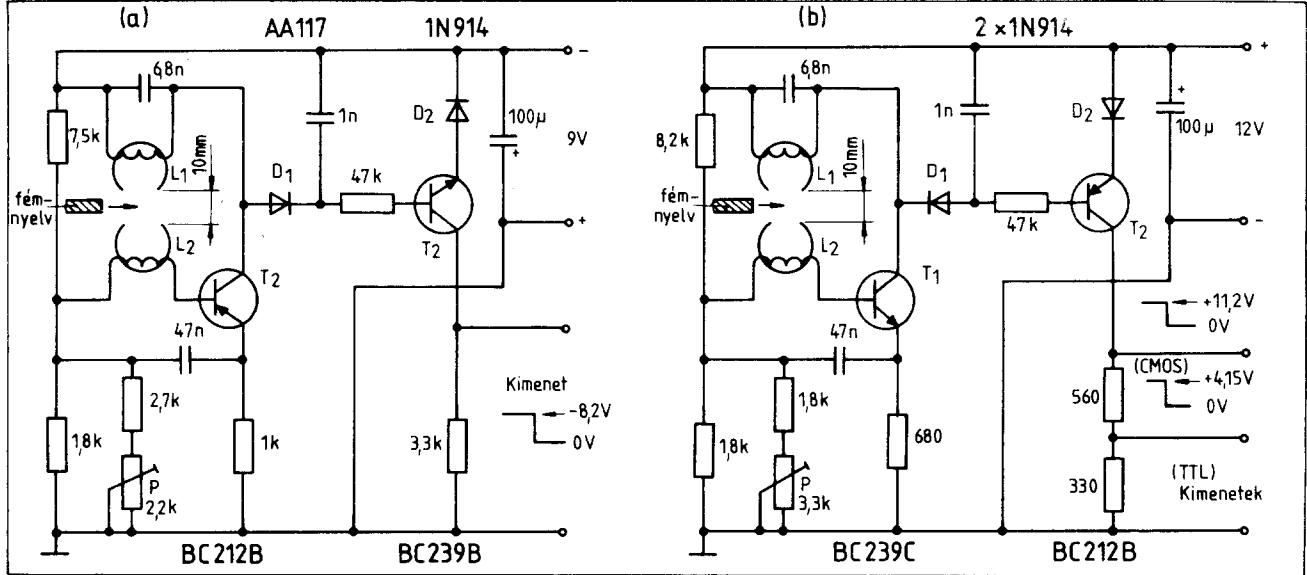 (a)
AA117
1N914
-
6,8n
7,5k
L1
10mm
1n
D2
100µ
+
9V
D1
47k
fém-
nyelv
L2
T2
T2
+
47n
2,7k
Kimenet
-8,2V
0V
1,8k
P
2,2k
1k
3,3k
BC212B
BC239B
(b)
2 x 1N914
+
6,8n
8,2k
L1
10mm
1n
D2
+
100µ
12V
D1
47k
fém-
nyelv
L2
T1
T2
-
47n
+11,2V
0V
(CMOS)
+4,15V
0V
1,8k
560
1,8k
P
3,3k
680
330
(TTL)
Kimenetek
BC239C
BC212B